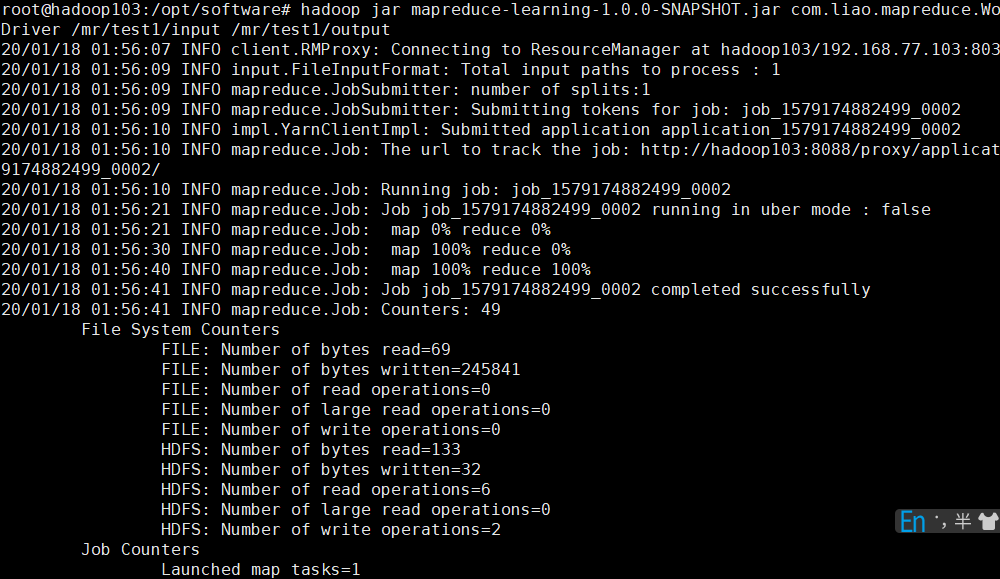 root@hadoop103:/opt/software# hadoop jar mapreduce-learning-1.0.0-SNAPSHOT.jar com.liao.mapreduce.Wo
Driver /mr/test1/input /mr/test1/output
20/01/18 01:56:07 INFO client.RMProxy: Connecting to ResourceManager at hadoop103/192.168.77.103:803
20/01/18 01:56:09 INFO input.FileInputFormat: Total input paths to process : 1
20/01/18 01:56:09 INFO mapreduce.JobSubmitter: number of splits:1
20/01/18 01:56:09 INFO mapreduce.JobSubmitter: Submitting tokens for job: job_1579174882499_0002
20/01/18 01:56:10 INFO impl.YarnClientImpl: Submitted application application_1579174882499_0002
20/01/18 01:56:10 INFO mapreduce.Job: The url to track the job: http://hadoop103:8088/proxy/applicat
9174882499_0002/
20/01/18 01:56:10 INFO mapreduce.Job: Running job: job_1579174882499_0002
20/01/18 01:56:21 INFO mapreduce.Job: Job job_1579174882499_0002 running in uber mode : false
20/01/18 01:56:21 INFO mapreduce.Job:  map 0% reduce 0%
20/01/18 01:56:30 INFO mapreduce.Job:  map 100% reduce 0%
20/01/18 01:56:40 INFO mapreduce.Job:  map 100% reduce 100%
20/01/18 01:56:41 INFO mapreduce.Job: Job job_1579174882499_0002 completed successfully
20/01/18 01:56:41 INFO mapreduce.Job: Counters: 49
File System Counters
FILE: Number of bytes read=69
FILE: Number of bytes written=245841
FILE: Number of read operations=0
FILE: Number of large read operations=0
FILE: Number of write operations=0
HDFS: Number of bytes read=133
HDFS: Number of bytes written=32
HDFS: Number of read operations=6
HDFS: Number of large read operations=0
HDFS: Number of write operations=2
En ·, 半
Job Counters
Launched map tasks=1